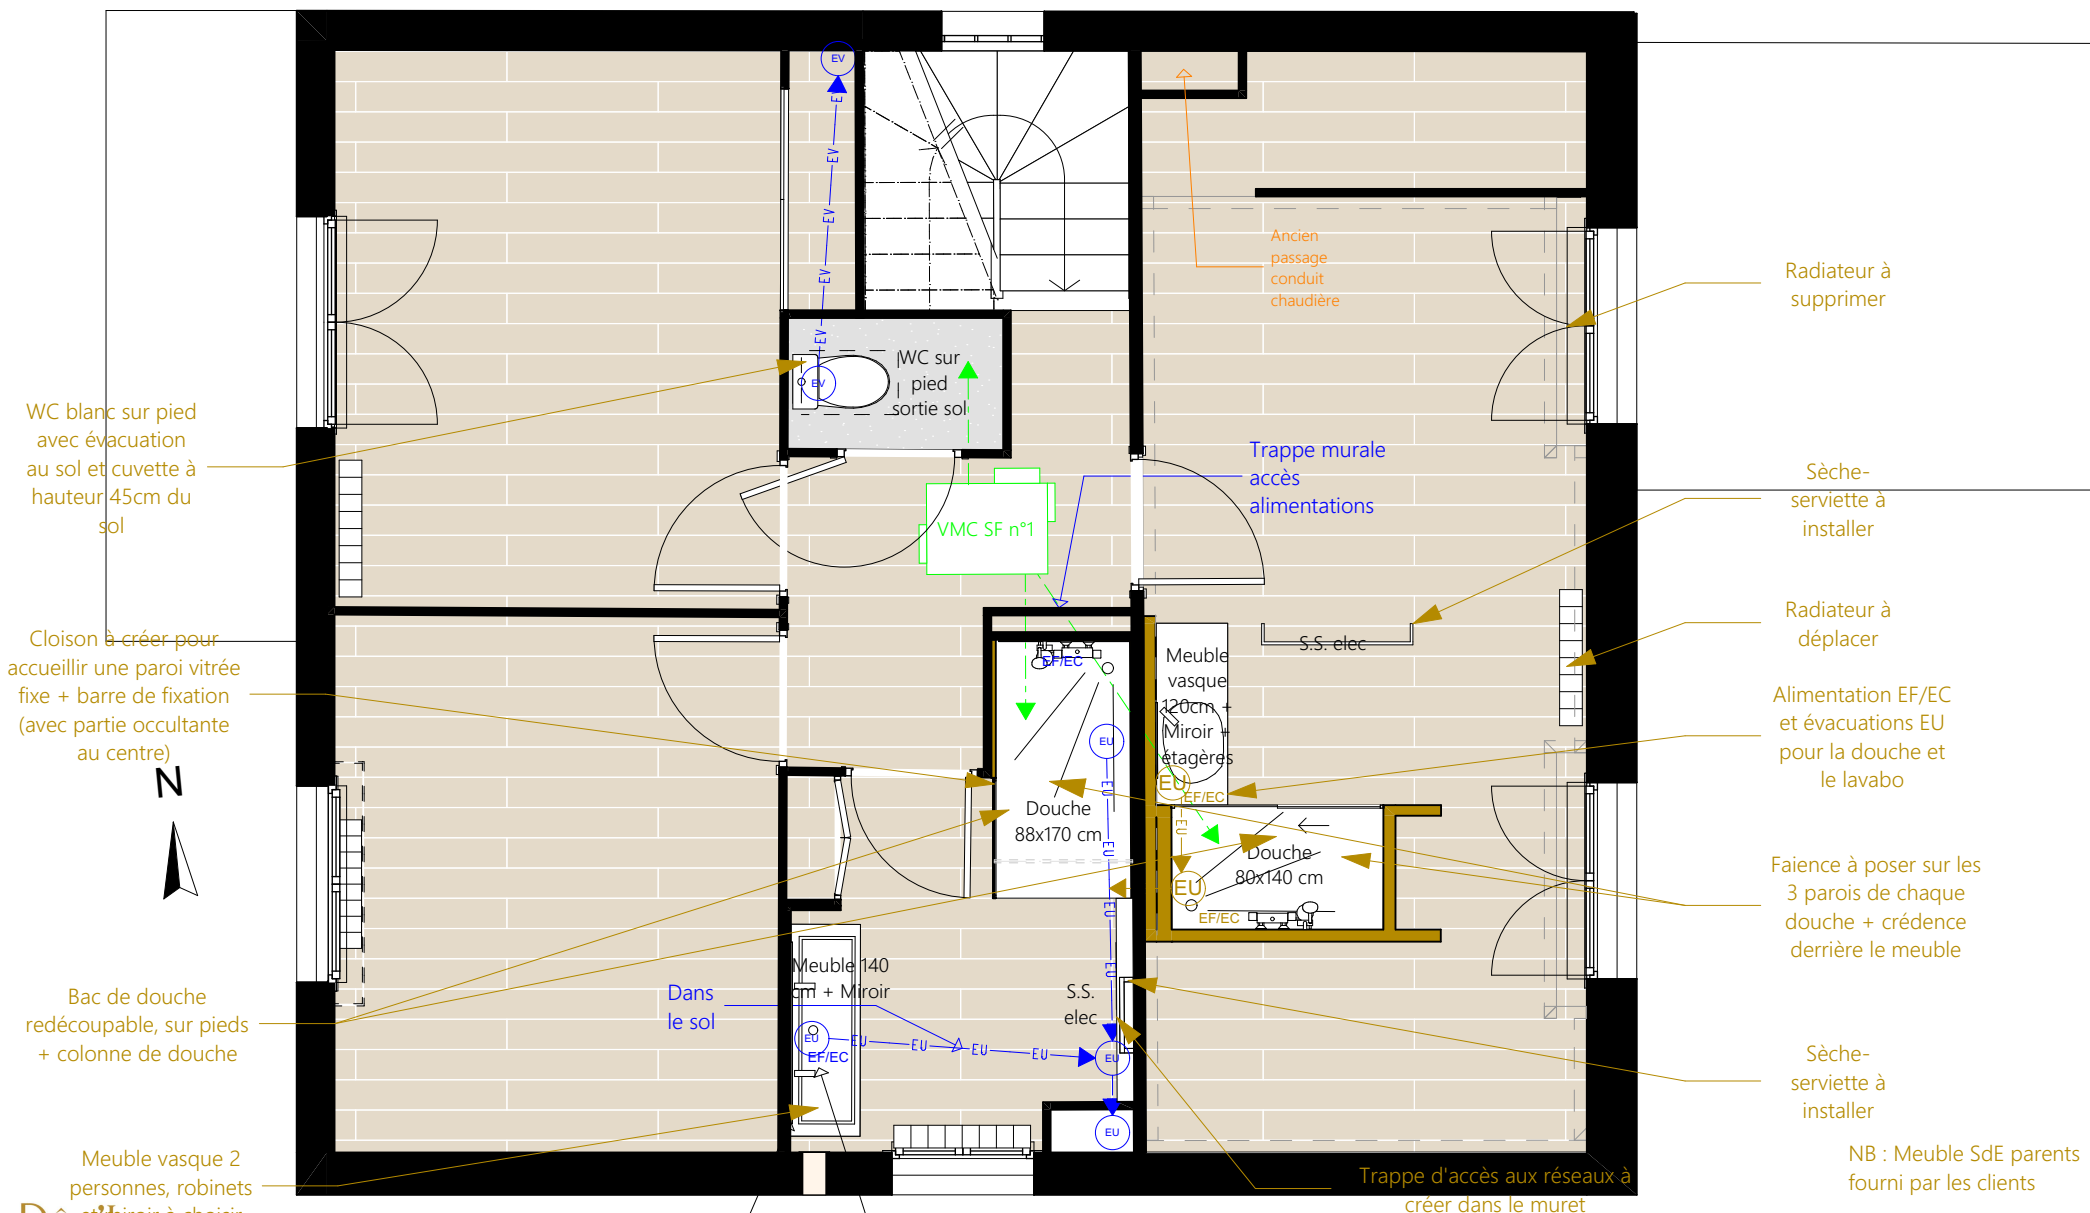 EV
EV
EV
EV
EV
EV
EV
WC sur
pied
sortie sol
Ancien
passage
conduit
chaudière
Radiateur à
supprimer
WC blanc sur pied
avec évacuation
au sol et cuvette à
hauteur 45cm du
sol
Trappe murale
accès
alimentations
VMC SF n°1
Sèche-
serviette à
installer
Cloison à créer pour
accueillir une paroi vitrée
fixe + barre de fixation
(avec partie occultante
au centre)
N
S.S. elec
Radiateur à
déplacer
EF/EC
Meuble
vasque
120cm +
Miroir +
étagères
EU
EU
EU
EF/EC
EU
Alimentation EF/EC
et évacuations EU
pour la douche et
le lavabo
Douche
88x170 cm
EU
Douche
80x140 cm
EU
EF/EC
EU
EU
Faience à poser sur les
3 parois de chaque
douche + crédence
derrière le meuble
Meuble 140
cm + Miroir
Dans
le sol
S.S.
elec
Bac de douche
redécoupable, sur pieds
+ colonne de douche
EU
EF/EC
EU
EU
EU
EU
EU
EU
Sèche-
serviette à
installer
Meuble vasque 2
personnes, robinets
Trappe d'accès aux réseaux à
créer dans le muret
NB : Meuble SdE parents
fourni par les clients